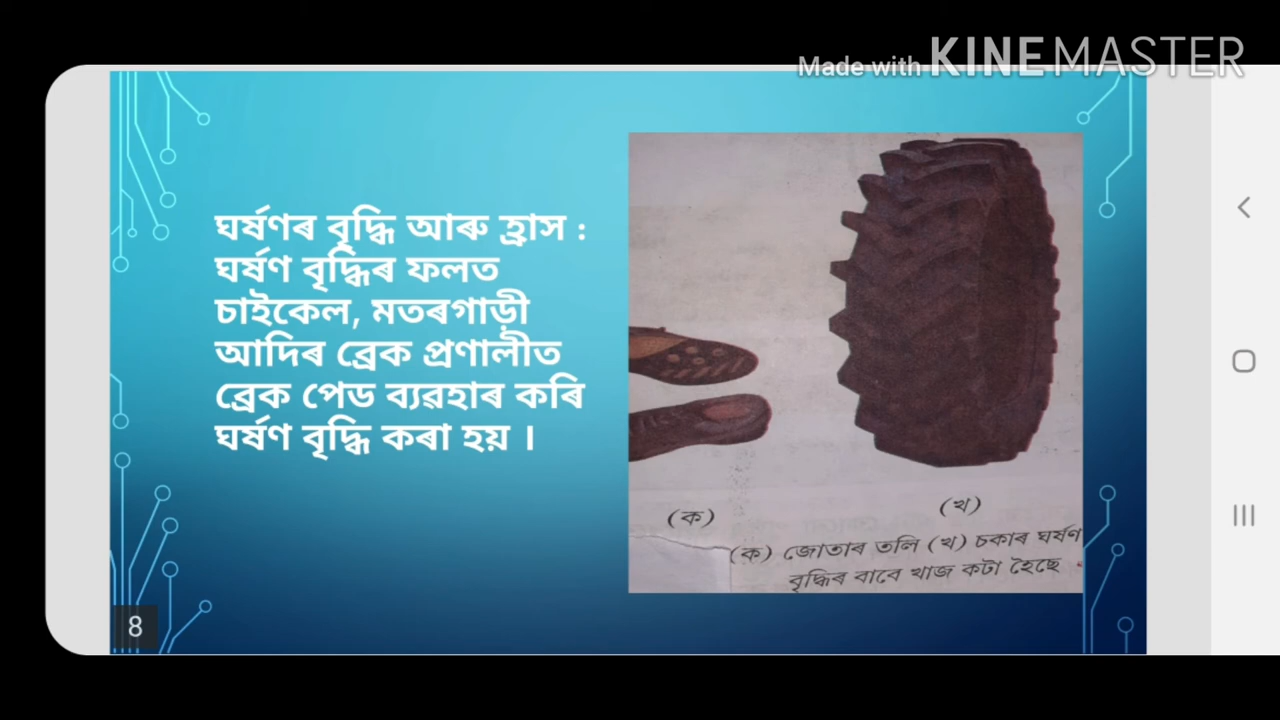 Made with KINEMASTER
ঘৰ্ষণৰ বৃদ্ধি আৰু হ্ৰাস :
ঘৰ্ষণ বৃদ্ধিৰ ফলত
চাইকেল, মতৰগাড়ী
আদিৰ ব্ৰেক প্ৰণালীত
ব্ৰেক পেড ব্যৱহাৰ কৰি
ঘৰ্ষণ বৃদ্ধি কৰা হয় ।
(ক)
(খ)
(ক) জোতাৰ তলি (খ) চকাৰ ঘৰ্ষণ
বৃদ্ধিৰ বাবে খাজ কটা হৈছে
8